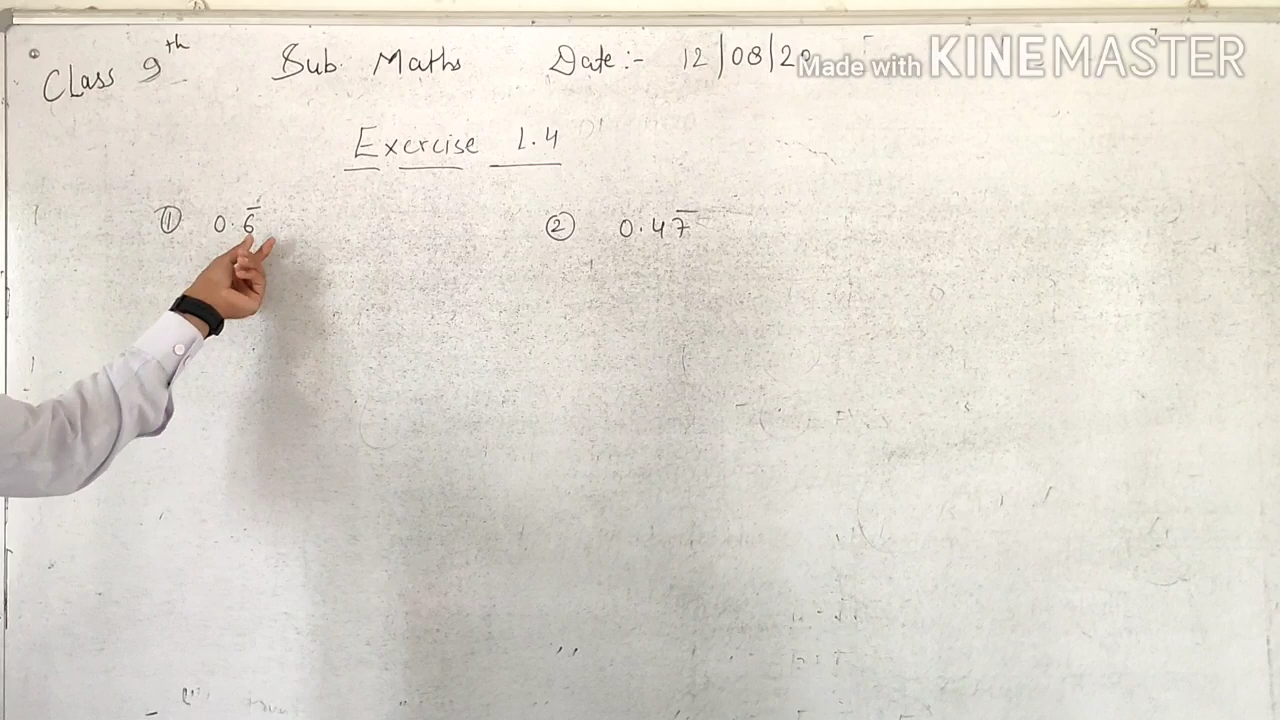 Class 9th Sub. Maths Date:- 12/08/20
Made with KINEMASTER
Exercise 1.4
① 0.6̅ ② 0.47̅